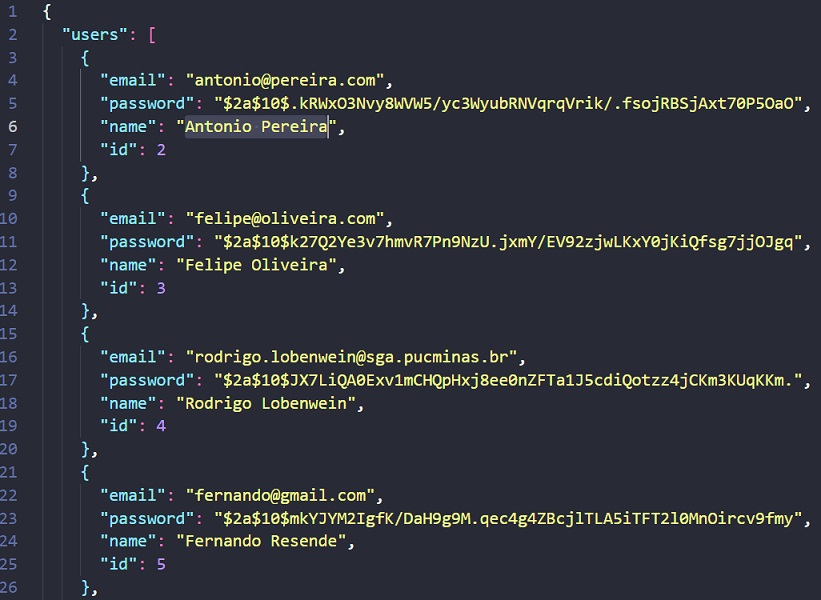 1 {
2 "users": [
3 {
4 "email": "antonio@pereira.com",
5 "password": "$2a$10$.kRWxO3Nvy8WVW5/yc3WyubRNVqrqVrik/.fsojRBSjAxt70P5OaO",
6 "name": "Antonio Pereira",
7 "id": 2
8 },
9 {
10 "email": "felipe@oliveira.com",
11 "password": "$2a$10$k27Q2Ye3v7hmvR7Pn9NzU.jxmY/EV92zjwLKxY0jKiQfsg7jjOJgq",
12 "name": "Felipe Oliveira",
13 "id": 3
14 },
15 {
16 "email": "rodrigo.lobenwein@sga.pucminas.br",
17 "password": "$2a$10$JX7LiQA0Exv1mCHQpHxj8ee0nZFTa1J5cdiQotzz4jCKm3KUqKKm.",
18 "name": "Rodrigo Lobenwein",
19 "id": 4
20 },
21 {
22 "email": "fernando@gmail.com",
23 "password": "$2a$10$mkYJYM2IgfK/DaH9g9M.qec4g4ZBcjlTLA5iTFT2l0MnOircv9fmy",
24 "name": "Fernando Resende",
25 "id": 5
26 },